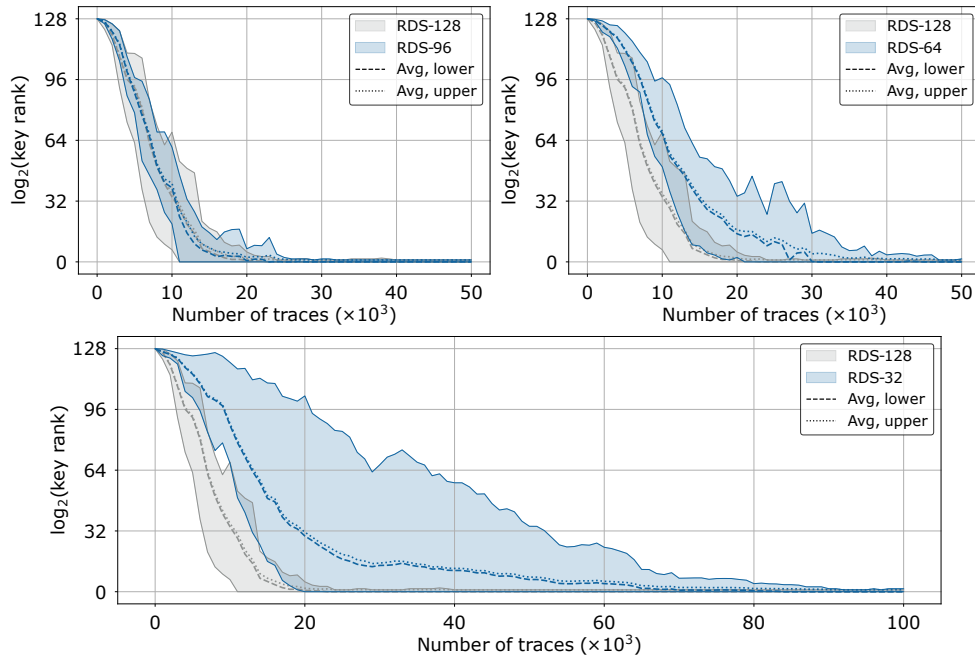 128
96
64
32
0
log₂(key rank)
0 10 20 30 40 50
Number of traces (×10³)
RDS-128
RDS-96
Avg, lower
Avg, upper
128
96
64
32
0
log₂(key rank)
0 10 20 30 40 50
Number of traces (×10³)
RDS-128
RDS-64
Avg, lower
Avg, upper
128
96
64
32
0
log₂(key rank)
0 20 40 60 80 100
Number of traces (×10³)
RDS-128
RDS-32
Avg, lower
Avg, upper